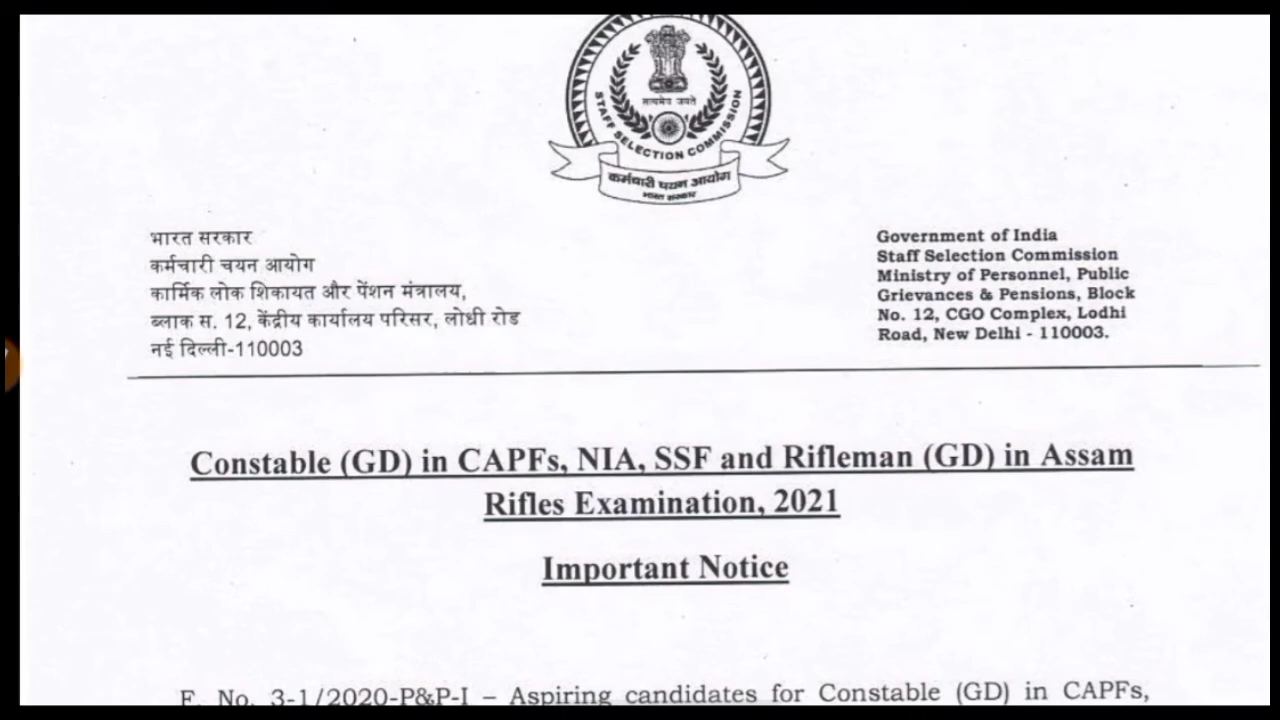 सत्यमेव जयते
STAFF SELECTION COMMISSION
कर्मचारी चयन आयोग
भारत सरकार
भारत सरकार
कर्मचारी चयन आयोग
कार्मिक लोक शिकायत और पेंशन मंत्रालय,
ब्लाक स. 12, केंद्रीय कार्यालय परिसर, लोधी रोड
नई दिल्ली-110003
Government of India
Staff Selection Commission
Ministry of Personnel, Public
Grievances & Pensions, Block
No. 12, CGO Complex, Lodhi
Road, New Delhi - 110003.
Constable (GD) in CAPFs, NIA, SSF and Rifleman (GD) in Assam
Rifles Examination, 2021
Important Notice
F. No. 3-1/2020-P&P-I – Aspiring candidates for Constable (GD) in CAPFs,